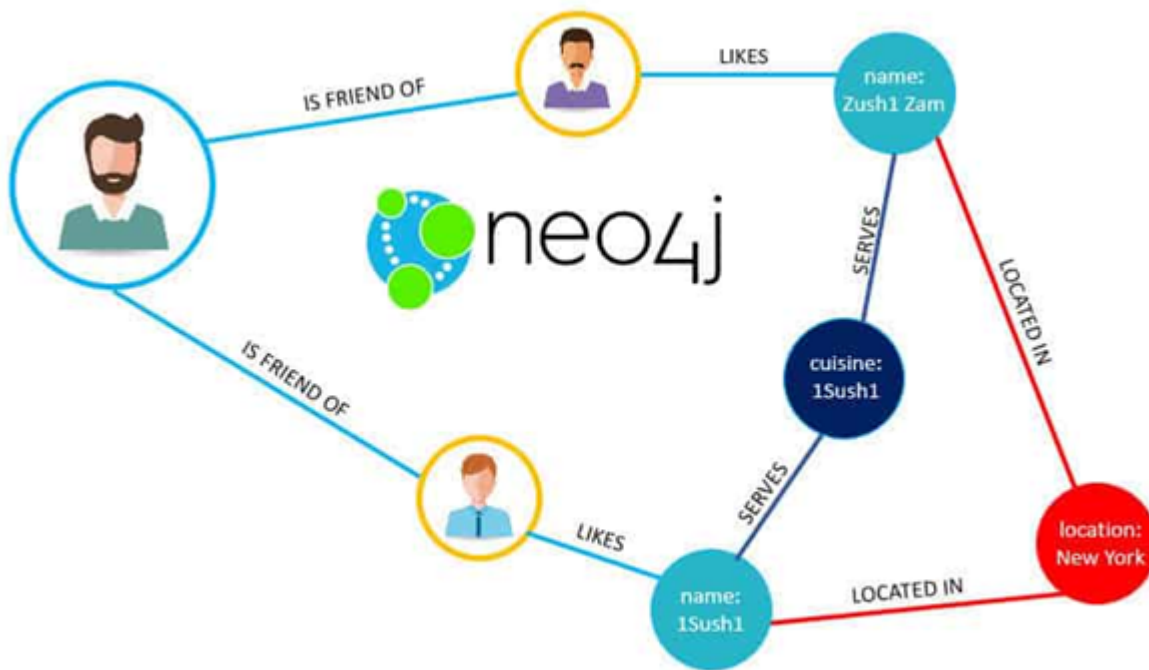 LIKES
name:
Zush1 Zam
IS FRIEND OF
neo4j
SERVES
LOCATED IN
cuisine:
1Sush1
IS FRIEND OF
SERVES
LIKES
location:
New York
name:
1Sush1
LOCATED IN